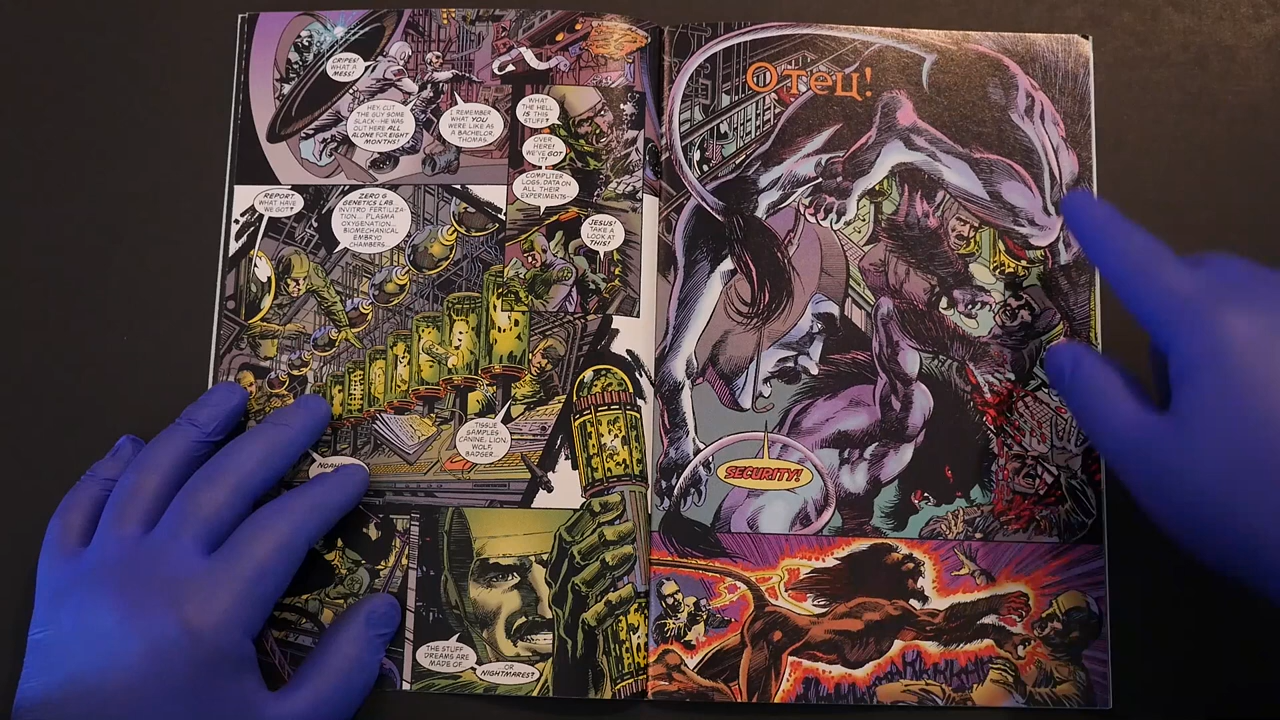 CRIPES!
WHAT A
MESS!
HEY, CUT
THE GUY SOME
SLACK--HE WAS
OUT HERE ALL
ALONE FOR EIGHT
MONTHS!
I REMEMBER
WHAT YOU
WERE LIKE AS
A BACHELOR,
THOMAS.
WHAT
THE HELL
IS THIS
STUFF?
OVER
HERE!
WE'VE GOT
IT!
COMPUTER
LOGS, DATA ON
ALL THEIR
EXPERIMENTS--
JESUS!
TAKE A
LOOK AT
THIS!
REPORT.
WHAT HAVE
WE GOT?
ZERO G
GENETICS LAB...
INVITRO FERTILIZA-
TION... PLASMA
OXYGENATION...
BIOMECHANICAL
EMBRYO
CHAMBERS...
TISSUE
SAMPLES:
CANINE, LION,
WOLF,
BADGER...
THE STUFF
DREAMS ARE
MADE OF.
...OR
NIGHTMARES?
Отец!
SECURITY!